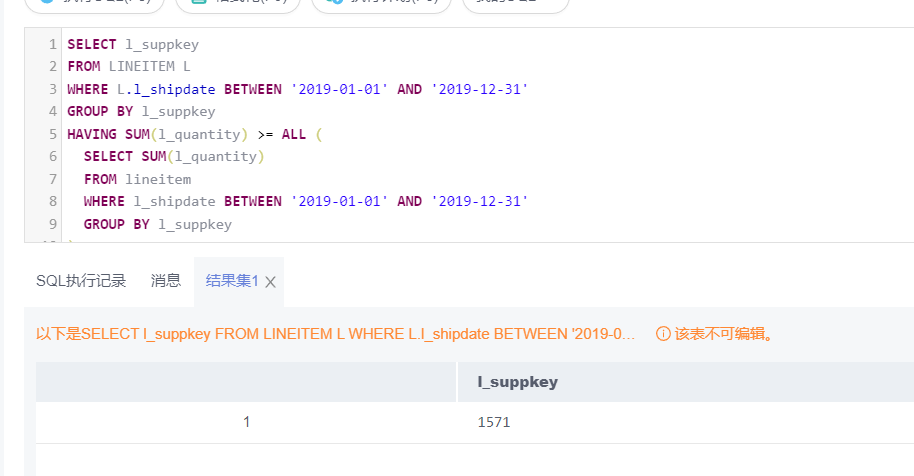 1 SELECT l_suppkey
2 FROM LINEITEM L
3 WHERE L.l_shipdate BETWEEN '2019-01-01' AND '2019-12-31'
4 GROUP BY l_suppkey
5 HAVING SUM(l_quantity) >= ALL (
6 SELECT SUM(l_quantity)
7 FROM lineitem
8 WHERE l_shipdate BETWEEN '2019-01-01' AND '2019-12-31'
9 GROUP BY l_suppkey
SQL执行记录 消息 结果集1
以下是SELECT l_suppkey FROM LINEITEM L WHERE L.l_shipdate BETWEEN '2019-0... 该表不可编辑。
l_suppkey
1 1571